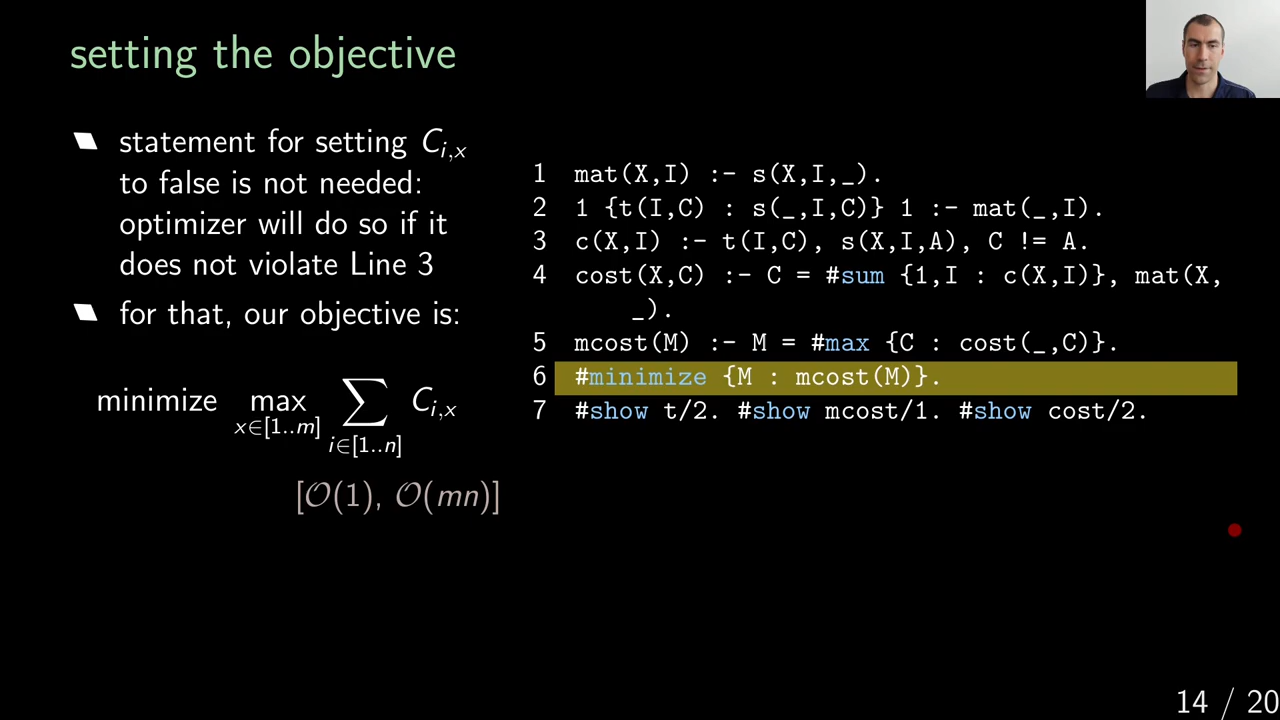 setting the objective
statement for setting C_{i,x}
to false is not needed:
optimizer will do so if it
does not violate Line 3
for that, our objective is:
minimize max_{x∈[1..m]} ∑_{i∈[1..n]} C_{i,x}
[𝒪(1), 𝒪(mn)]
1 mat(X,I) :- s(X,I,_).
2 1 {t(I,C) : s(_,I,C)} 1 :- mat(_,I).
3 c(X,I) :- t(I,C), s(X,I,A), C != A.
4 cost(X,C) :- C = #sum {1,I : c(X,I)}, mat(X,
_).
5 mcost(M) :- M = #max {C : cost(_,C)}.
6 #minimize {M : mcost(M)}.
7 #show t/2. #show mcost/1. #show cost/2.
14 / 20